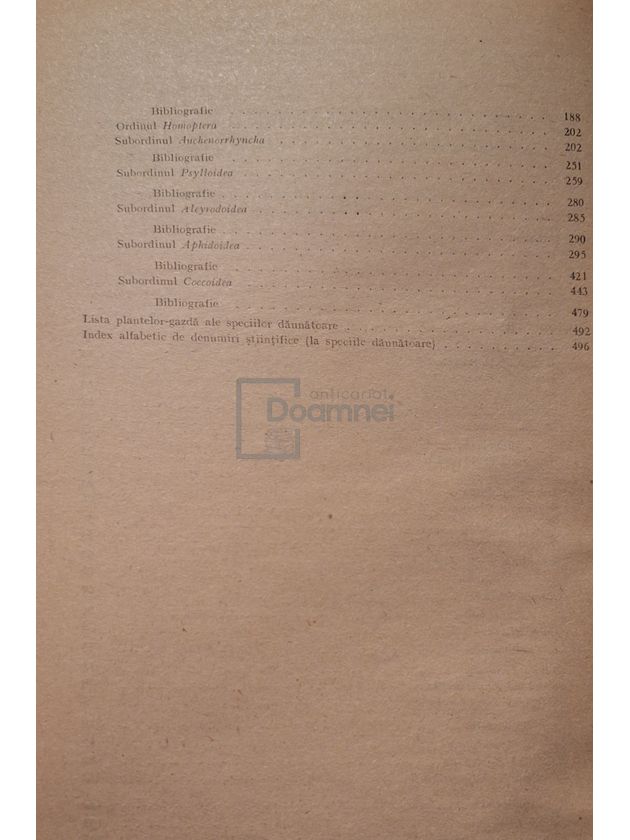 Bibliografie . . . . . . . . . . . . . . . . . . . . 188
Ordinul Homoptera . . . . . . . . . . . . . . . . . . . . 202
Subordinul Auchenorrhyncha . . . . . . . . . . . . . . . . . . . . 202
Bibliografie . . . . . . . . . . . . . . . . . . . . 251
Subordinul Psylloidea . . . . . . . . . . . . . . . . . . . . 259
Bibliografie . . . . . . . . . . . . . . . . . . . . 280
Subordinul Aleyrodoidea . . . . . . . . . . . . . . . . . . . . 285
Bibliografie . . . . . . . . . . . . . . . . . . . . 290
Subordinul Aphidoidea . . . . . . . . . . . . . . . . . . . . 295
Bibliografie . . . . . . . . . . . . . . . . . . . . 421
Subordinul Coccoidea . . . . . . . . . . . . . . . . . . . . 443
Bibliografie . . . . . . . . . . . . . . . . . . . . 479
Lista plantelor-gazdă ale speciilor dăunătoare . . . . . . . . . . . . . . 492
Index alfabetic de denumiri științifice (la speciile dăunătoare) . . . . . . . . . 496
anticariat
Doamnei